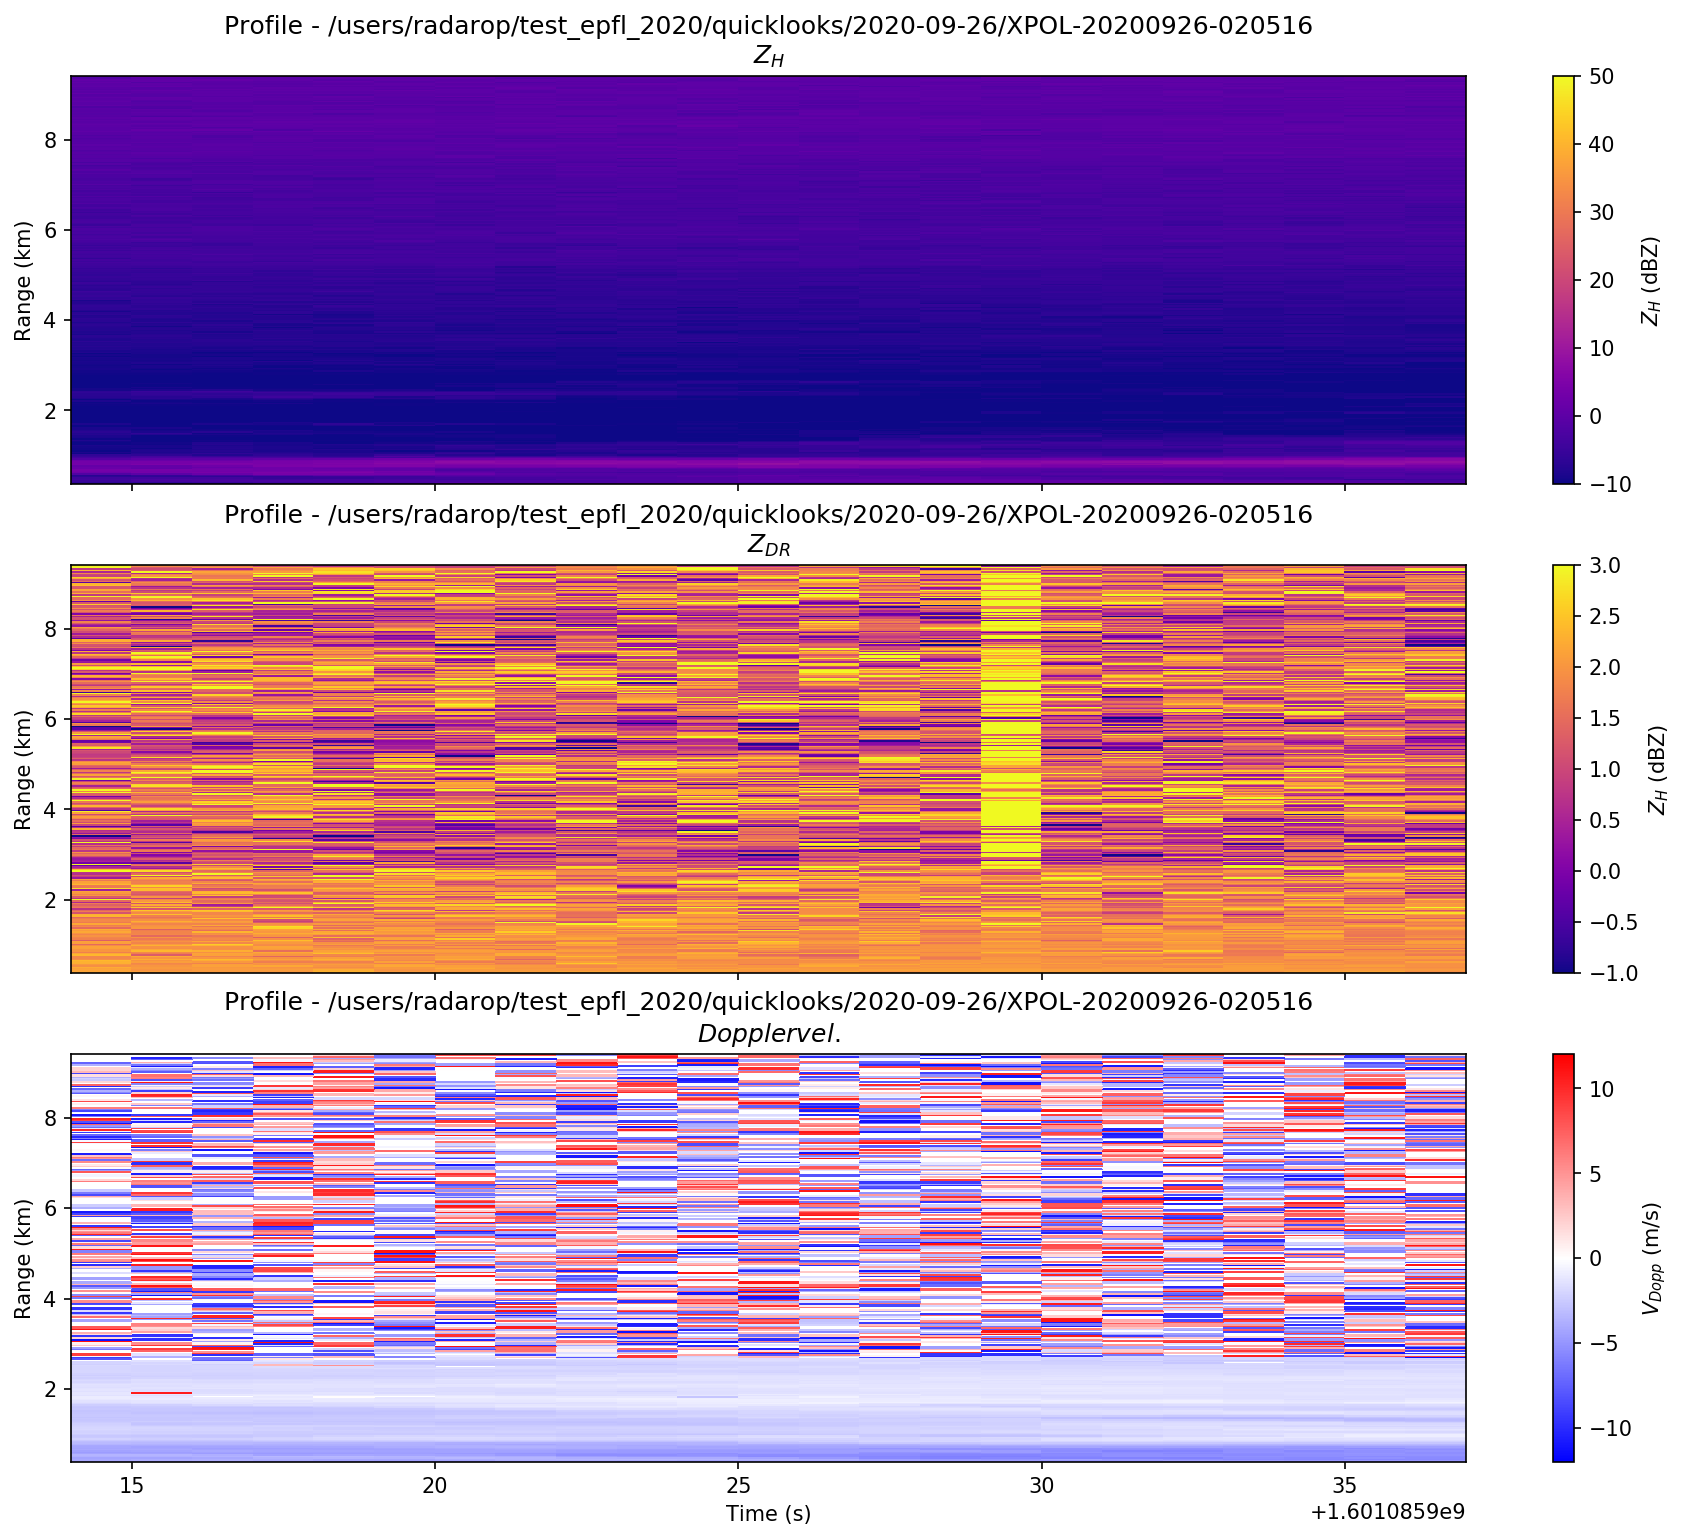 Profile - /users/radarop/test_epfl_2020/quicklooks/2020-09-26/XPOL-20200926-020516
Z_H
8
6
4
2
Range (km)
50
40
30
20
10
0
−10
Z_H (dBZ)
Profile - /users/radarop/test_epfl_2020/quicklooks/2020-09-26/XPOL-20200926-020516
Z_DR
8
6
4
2
Range (km)
3.0
2.5
2.0
1.5
1.0
0.5
0.0
−0.5
−1.0
Z_H (dBZ)
Profile - /users/radarop/test_epfl_2020/quicklooks/2020-09-26/XPOL-20200926-020516
Dopplervel.
8
6
4
2
Range (km)
10
5
0
−5
−10
V_Dopp (m/s)
15 20 25 30 35
Time (s)
+1.6010859e9